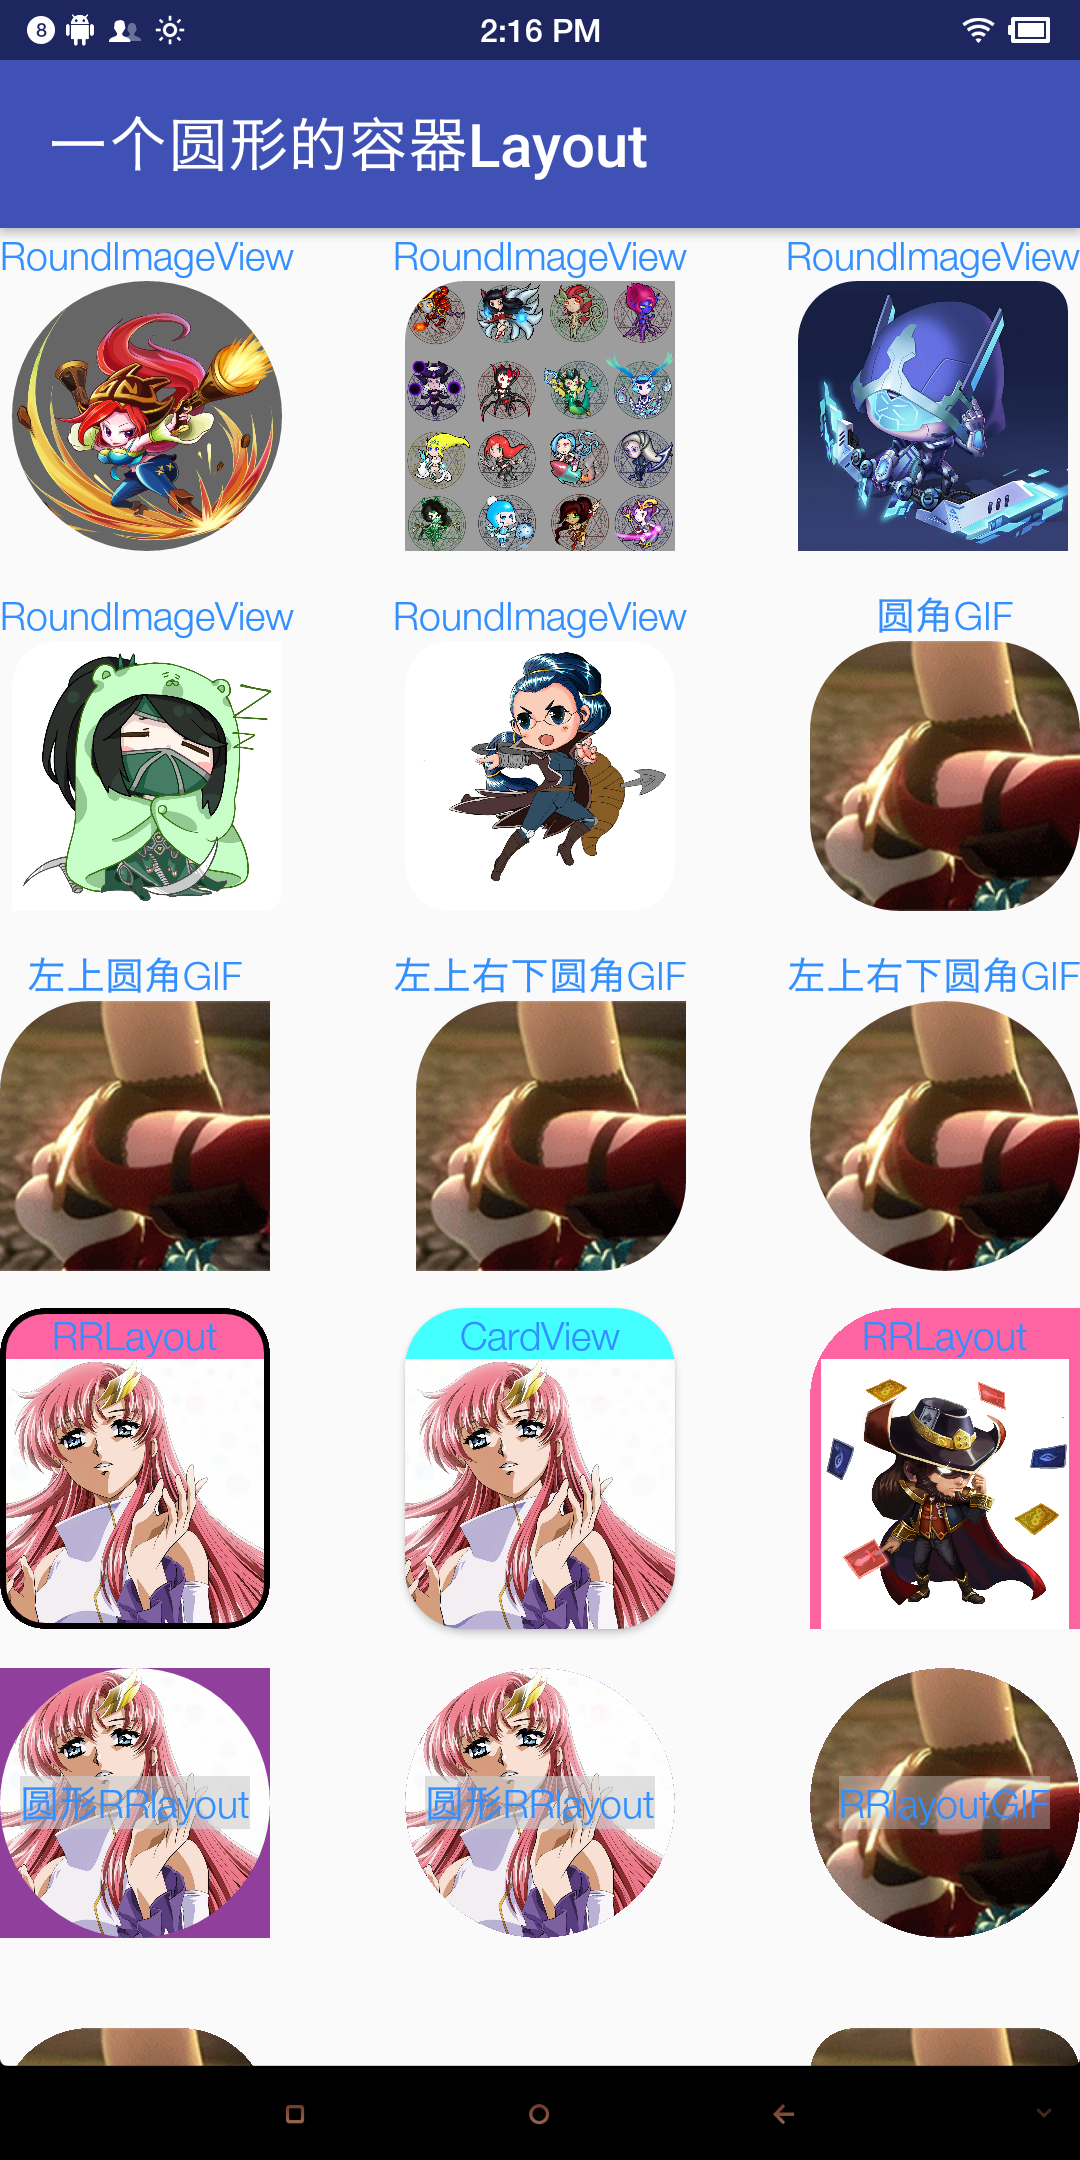 8 2:16 PM
一个圆形的容器Layout
RoundImageView RoundImageView RoundImageView
RoundImageView RoundImageView 圆角GIF
左上圆角GIF 左上右下圆角GIF 左上右下圆角GIF
RRLayout CardView RRLayout
圆形RRlayout 圆形RRlayout RRlayoutGIF